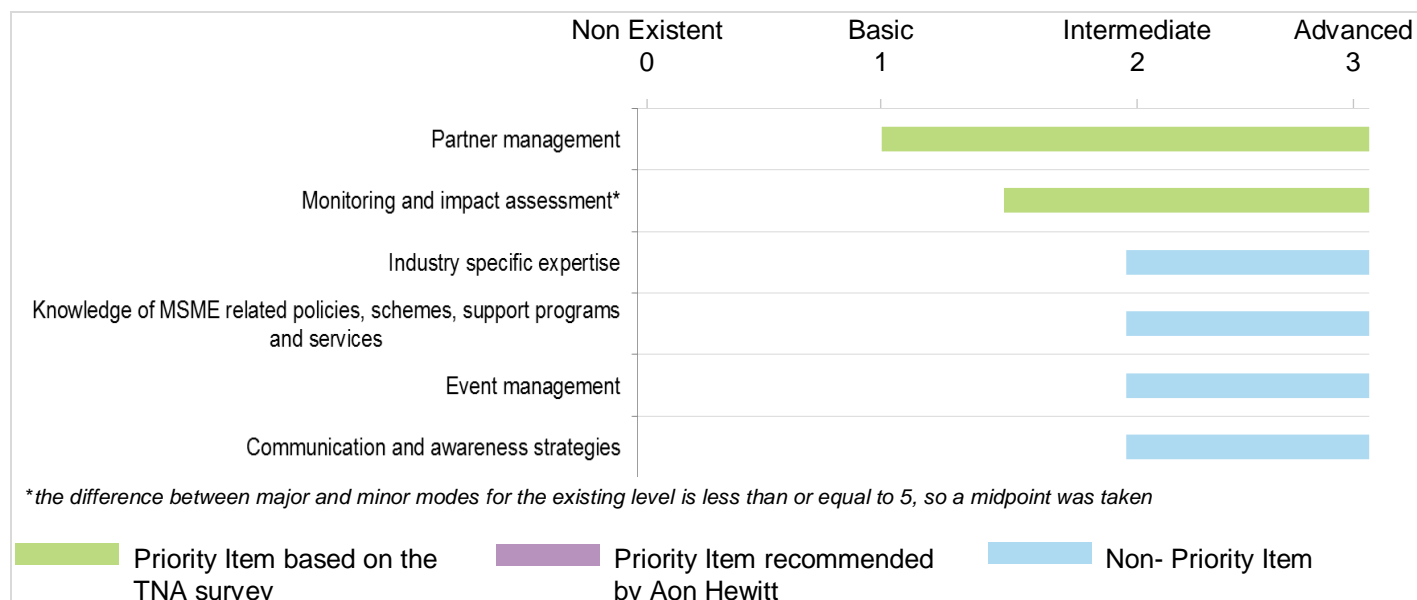 Non Existent Basic Intermediate Advanced
0 1 2 3
Partner management
Monitoring and impact assessment*
Industry specific expertise
Knowledge of MSME related policies, schemes, support programs
and services
Event management
Communication and awareness strategies
*the difference between major and minor modes for the existing level is less than or equal to 5, so a midpoint was taken
Priority Item based on the
TNA survey
Priority Item recommended
by Aon Hewitt
Non- Priority Item